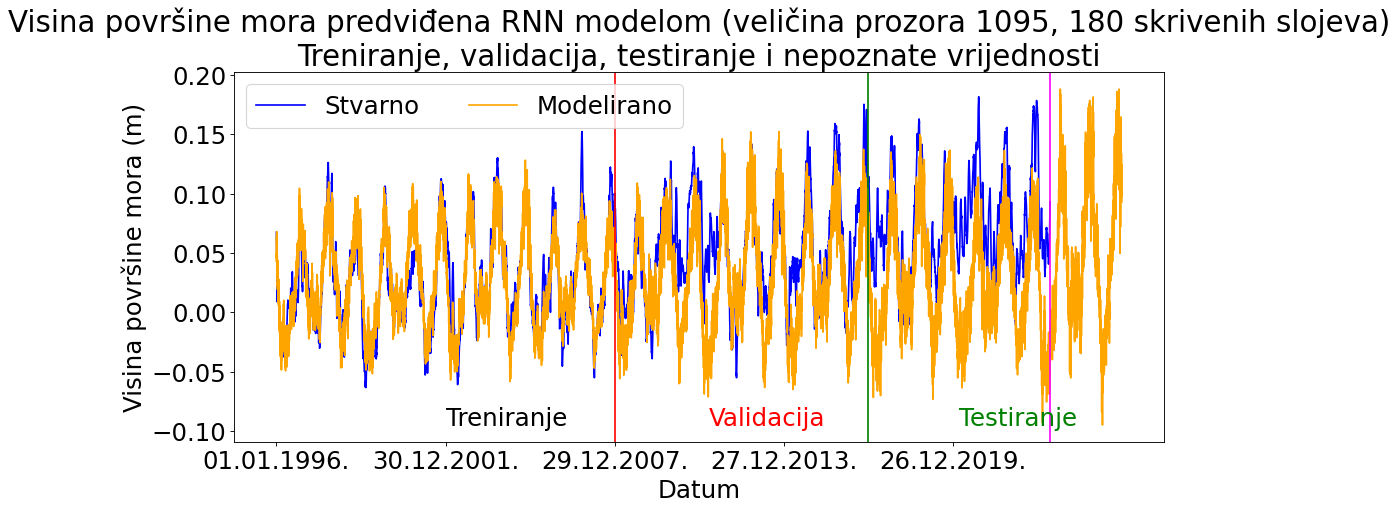 Visina površine mora predviđena RNN modelom (veličina prozora 1095, 180 skrivenih slojeva)
Treniranje, validacija, testiranje i nepoznate vrijednosti
Stvarno
Modelirano
Visina površine mora (m)
0.20
0.15
0.10
0.05
0.00
−0.05
−0.10
Treniranje
Validacija
Testiranje
01.01.1996.
30.12.2001.
29.12.2007.
27.12.2013.
26.12.2019.
Datum